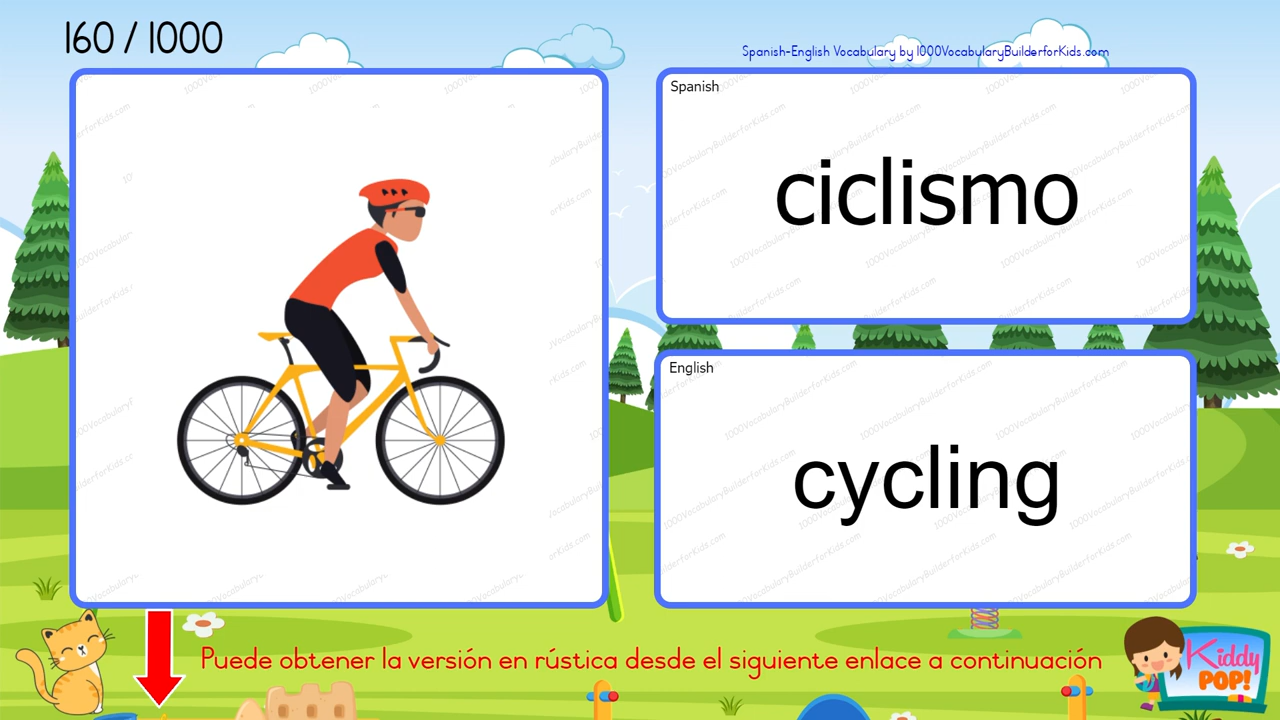 160 / 1000
Spanish-English Vocabulary by 1000VocabularyBuilderforKids.com
Spanish
ciclismo
English
cycling
Puede obtener la versión en rústica desde el siguiente enlace a continuación
Kiddy
POP!